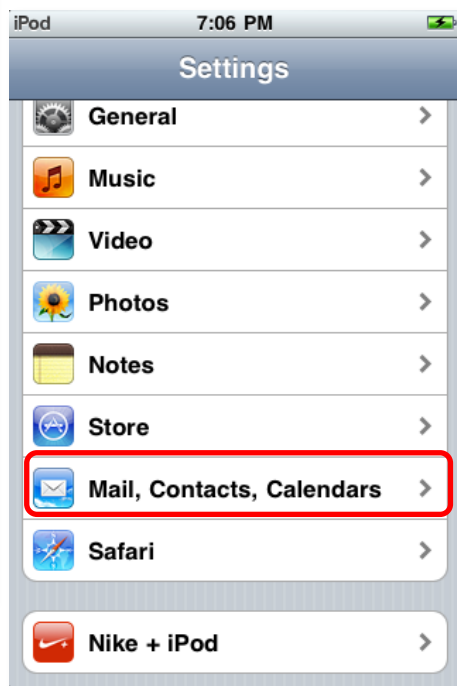 iPod 7:06 PM
Settings
General
Music
Video
Photos
Notes
Store
Mail, Contacts, Calendars
Safari
Nike + iPod